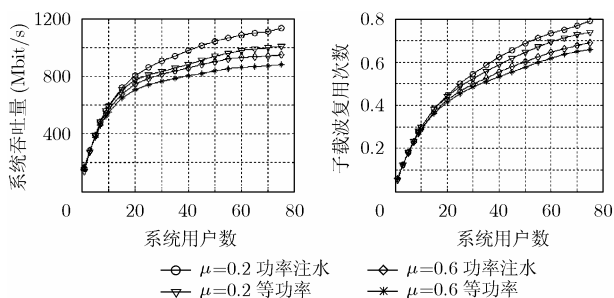 1200
800
400
0
20
40
60
80
系统吞吐量 (Mbit/s)
系统用户数
0.8
0.6
0.4
0.2
0
20
40
60
80
子载波复用次数
系统用户数
μ=0.2 功率注水
μ=0.6 功率注水
μ=0.2 等功率
μ=0.6 等功率